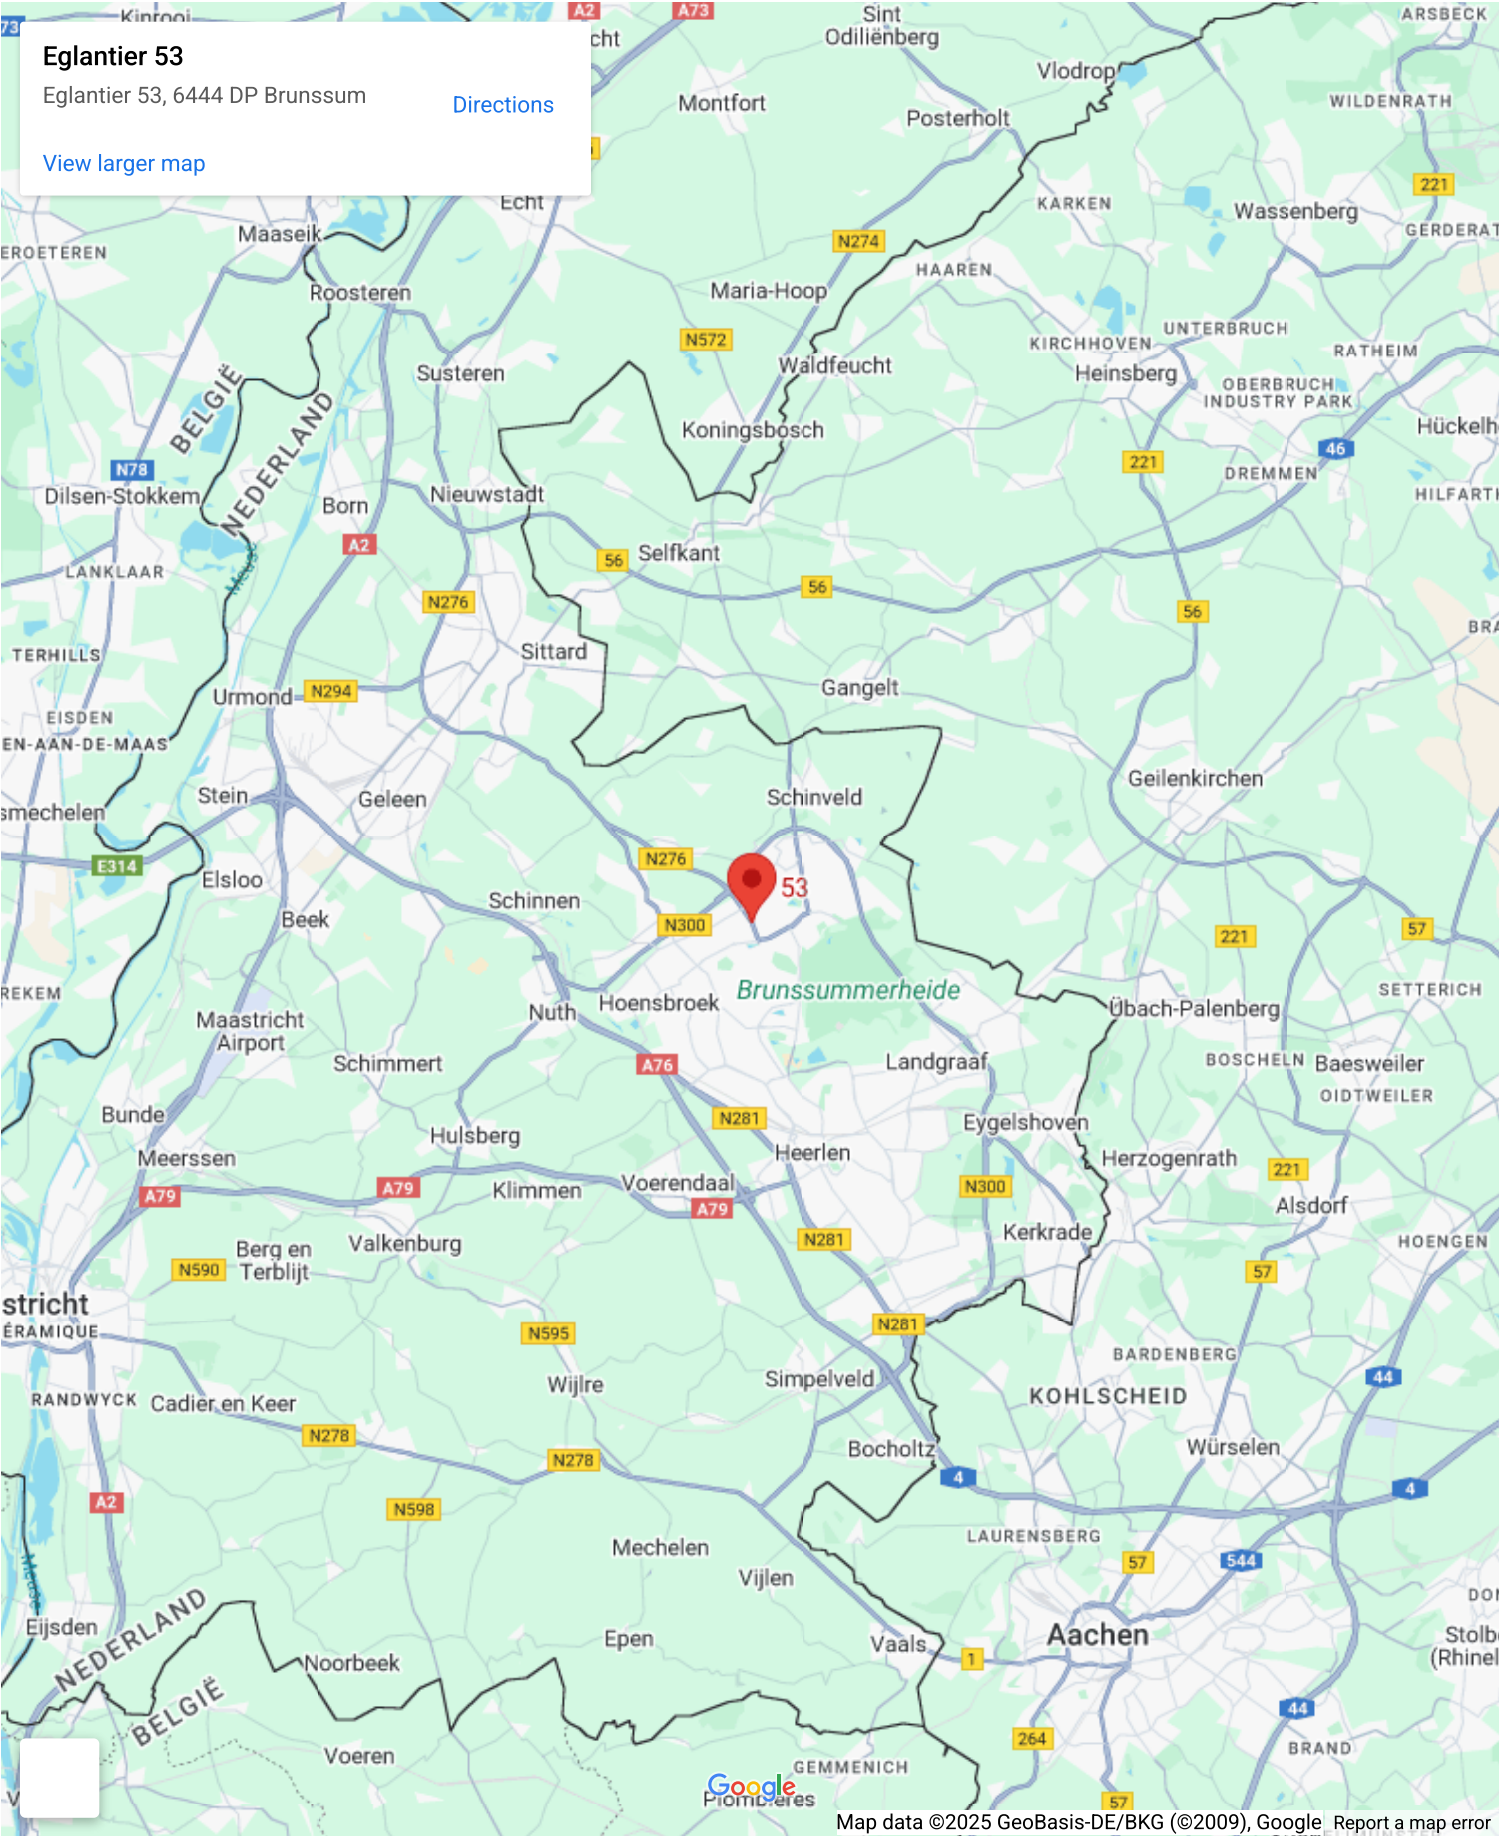 Kinrooi
A2
A73
Sint
Odiliënberg
ARSBECK
73
Eglantier 53
Eglantier 53, 6444 DP Brunssum
Directions
View larger map
cht
Vlodrop
Montfort
Posterholt
WILDENRATH
221
Echt
KARKEN
Wassenberg
Maaseik
GERDERAT
EROETEREN
N274
HAAREN
Roosteren
Maria-Hoop
UNTERBRUCH
N572
KIRCHHOVEN
RATHEIM
Waldfeucht
Susteren
Heinsberg
OBERBRUCH
INDUSTRY PARK
BELGIË
NEDERLAND
Koningsbosch
Hückelh
46
221
N78
DREMMEN
Dilsen-Stokkem
Nieuwstadt
HILFARTH
Born
A2
Selfkant
56
Meuse
LANKLAAR
56
N276
56
BRA
TERHILLS
Sittard
Urmond
N294
Gangelt
EISDEN
EN-AAN-DE-MAAS
Geilenkirchen
Stein
Geleen
Schinveld
smechelen
E314
N276
Elsloo
53
Schinnen
Beek
N300
221
57
REKEM
Brunssummerheide
SETTERICH
Hoensbroek
Nuth
Übach-Palenberg
Maastricht
Airport
Schimmert
A76
Landgraaf
BOSCHELN
Baesweiler
OIDTWEILER
Bunde
N281
Eygelshoven
Hulsberg
Heerlen
Meerssen
Herzogenrath
221
A79
A79
Klimmen
Voerendaal
N300
A79
Alsdorf
Kerkrade
Valkenburg
N281
HOENGEN
Berg en
Terblijt
N590
57
stricht
ÉRAMIQUE
N595
N281
BARDENBERG
Simpelveld
44
Wijlre
RANDWYCK
Cadier en Keer
KOHLSCHEID
N278
Bocholtz
Würselen
N278
4
4
A2
N598
LAURENSBERG
Mechelen
57
544
Vijlen
Meuse
DON
Eijsden
NEDERLAND
Epen
Vaals
Aachen
Stolb
(Rhinel
Noorbeek
1
BELGIË
44
264
Voeren
BRAND
GEMMENICH
Google
Plombières
V
57
Map data ©2025 GeoBasis-DE/BKG (©2009), Google
Report a map error